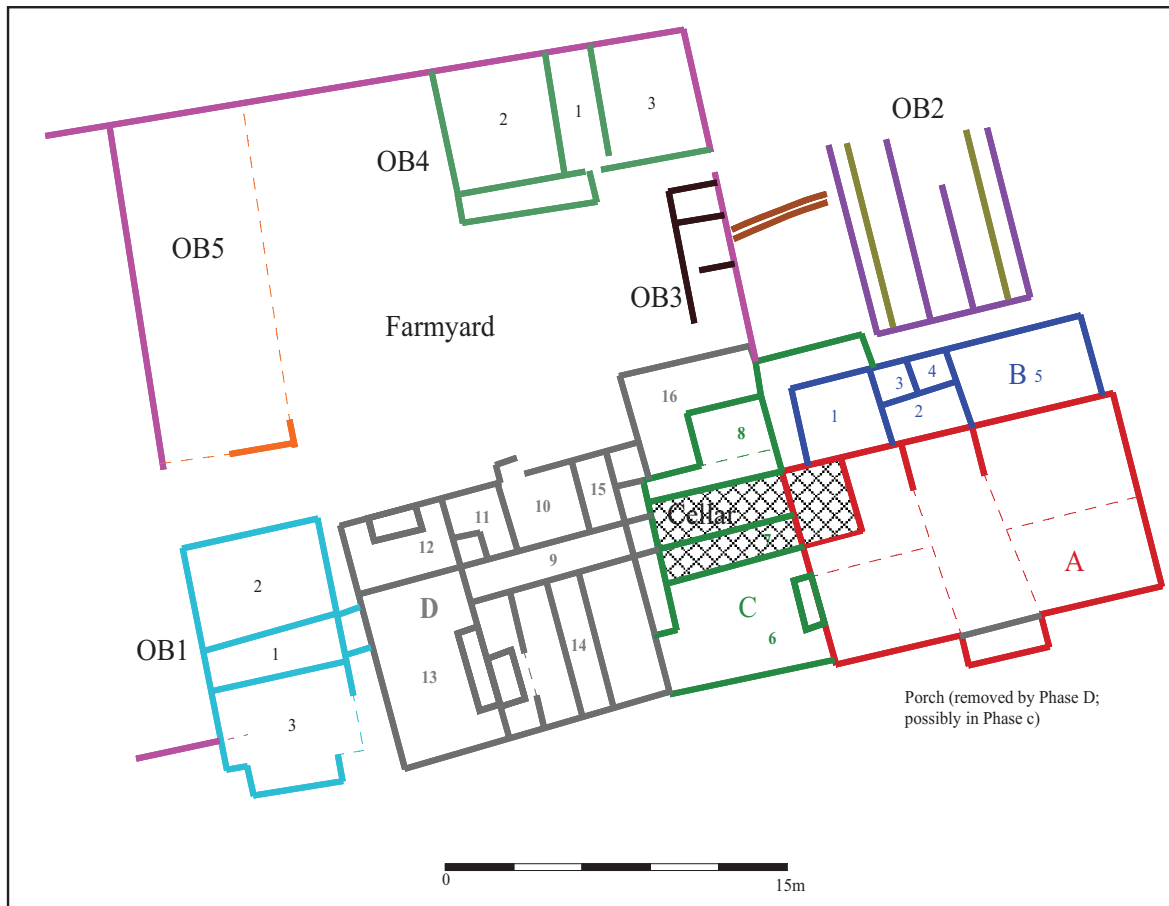 OB2
3
1
2
OB4
OB5
OB3
Farmyard
16
B 5
4
3
1
2
8
15
10
11
12
Cellar
7
9
A
D
C
6
14
13
2
1
OB1
3
Porch (removed by Phase D;
possibly in Phase c)
0
15m